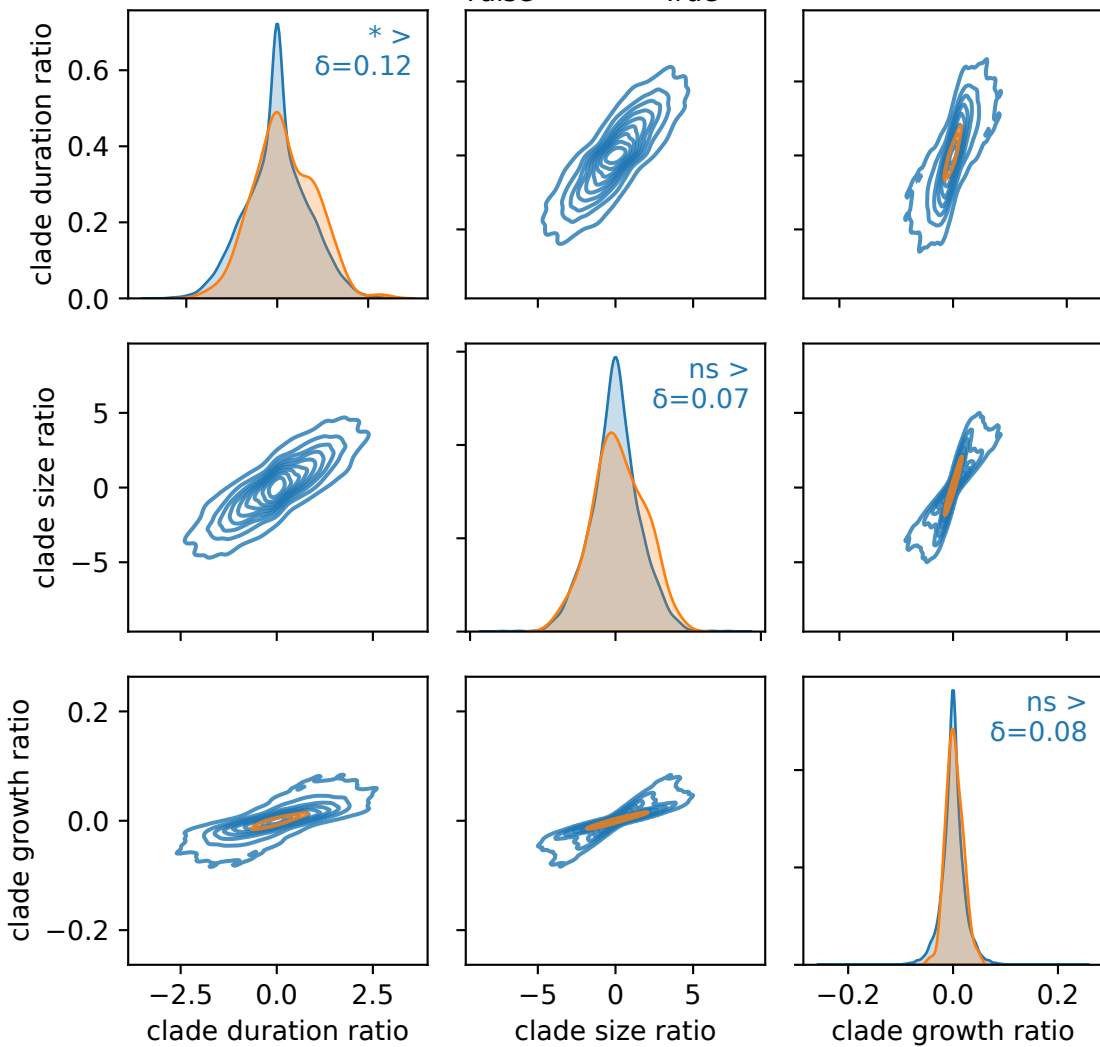 * >
δ=0.12
clade duration ratio
0.6
0.4
0.2
0.0
ns >
δ=0.07
clade size ratio
5
0
−5
ns >
δ=0.08
clade growth ratio
0.2
0.0
−0.2
−2.5 0.0 2.5
−5 0 5
−0.2 0.0 0.2
clade duration ratio
clade size ratio
clade growth ratio